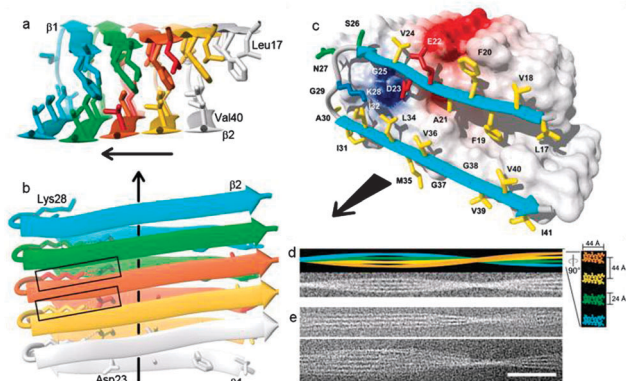 a
β1
Leu17
Val40
β2
b
Lys28
β2
Asp23
c
S26
V24
E22
F20
N27
G25
V18
K28
D23
G29
I32
A30
L34
A21
I31
V36
F19
L17
G38
V40
M35
G37
V39
I41
d
90°
44 Å
44 Å
24 Å
e